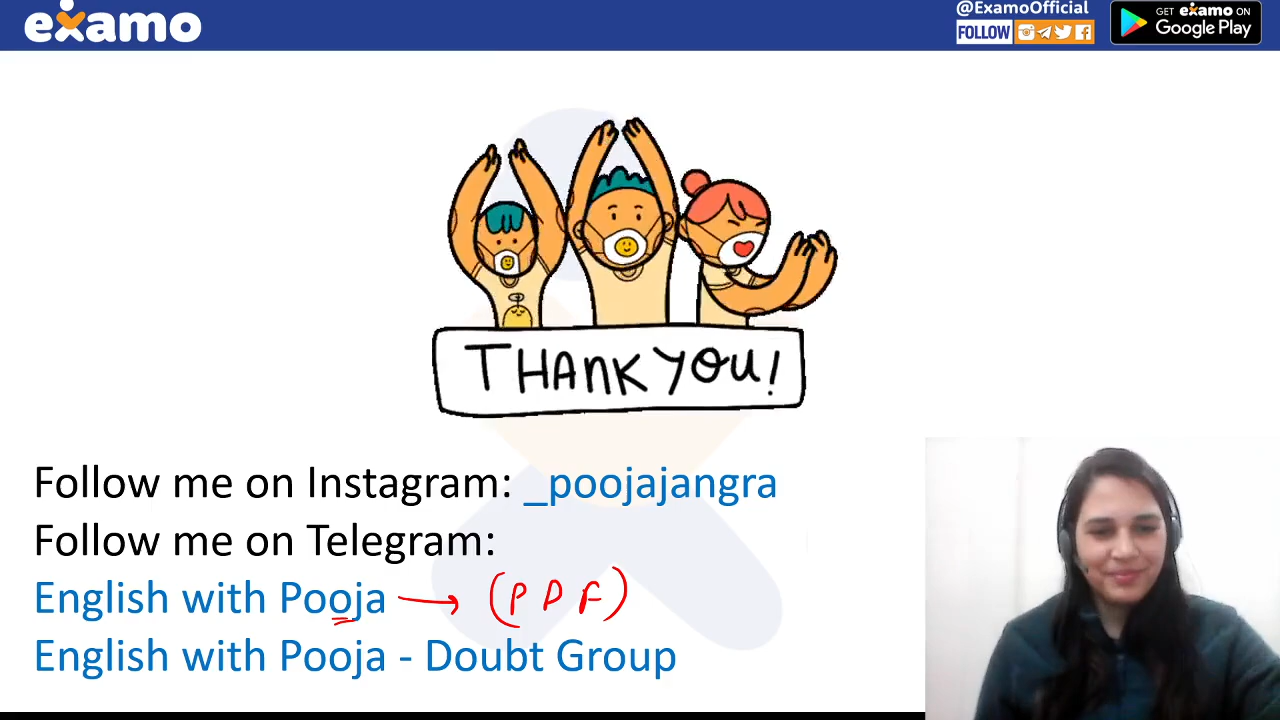 examo
@ExamoOfficial
FOLLOW
GET examo ON
Google Play
THANK YOU!
Follow me on Instagram: _poojajangra
Follow me on Telegram:
English with Pooja → (PDF)
English with Pooja - Doubt Group